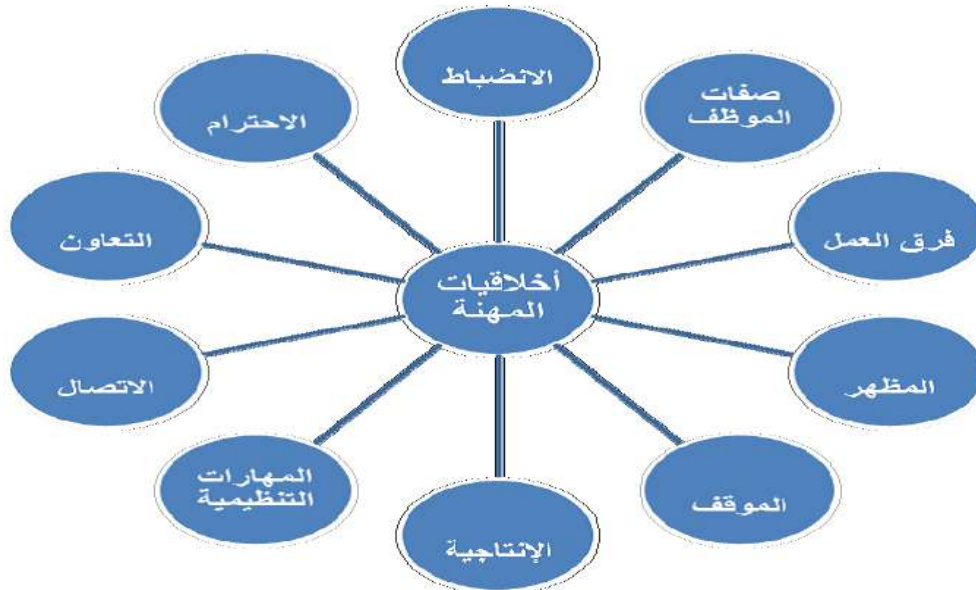 الانضباط
صفات
الموظف
فرق العمل
المظهر
الموقف
الإنتاجية
المهارات
التنظيمية
الاتصال
التعاون
الاحترام
أخلاقيات
المهنة